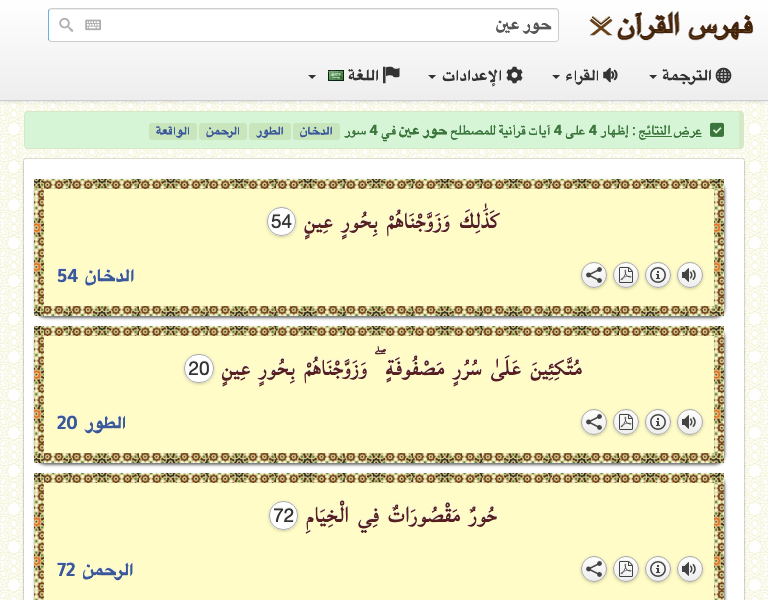 فهرس القرآن
حور عين
الترجمة القراء الإعدادات اللغة
عرض النتائج : إظهار 4 على 4 آيات قرآنية للمصطلح حور عين في 4 سور الدخان الطور الرحمن الواقعة
كَذَٰلِكَ وَزَوَّجْنَاهُمْ بِحُورٍ عِينٍ 54
الدخان 54
مُتَّكِئِينَ عَلَىٰ سُرُرٍ مَصْفُوفَةٍ ۖ وَزَوَّجْنَاهُمْ بِحُورٍ عِينٍ 20
الطور 20
حُورٌ مَقْصُورَاتٌ فِي الْخِيَامِ 72
الرحمن 72